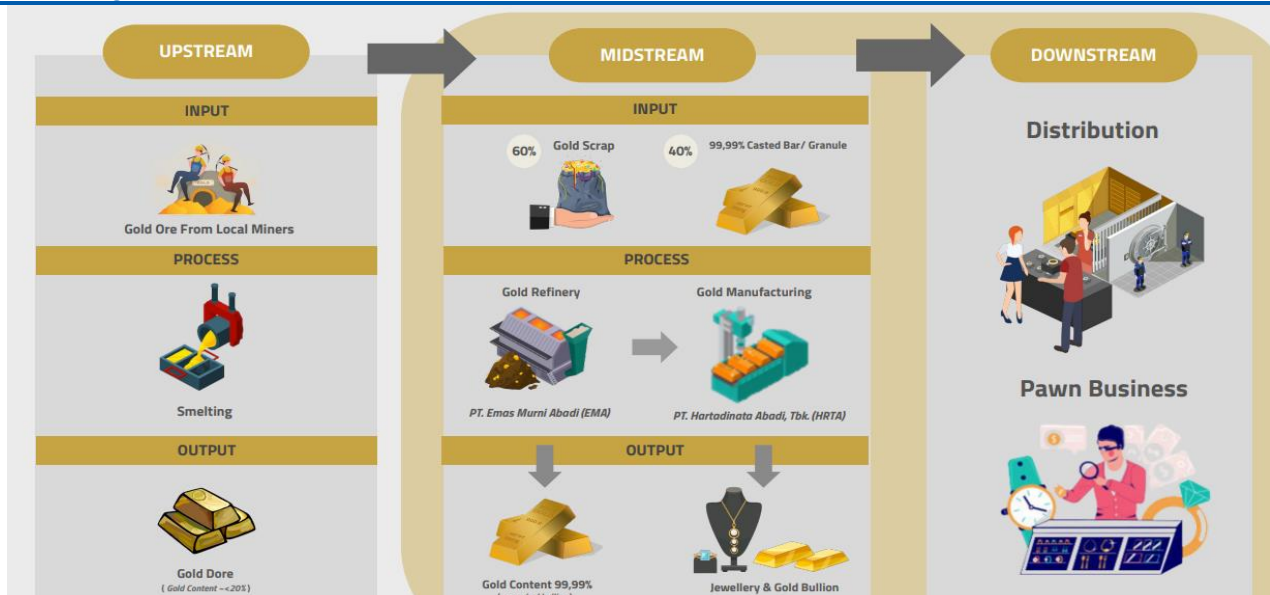 UPSTREAM
INPUT
Gold Ore From Local Miners
PROCESS
Smelting
OUTPUT
Gold Dore
( Gold Content ~<20%)
MIDSTREAM
INPUT
60%
Gold Scrap
40%
99,99% Casted Bar/ Granule
PROCESS
Gold Refinery
PT. Emas Murni Abadi (EMA)
Gold Manufacturing
PT. Hartadinata Abadi, Tbk. (HRTA)
OUTPUT
Gold Content 99,99%
Jewellery & Gold Bullion
DOWNSTREAM
Distribution
Pawn Business